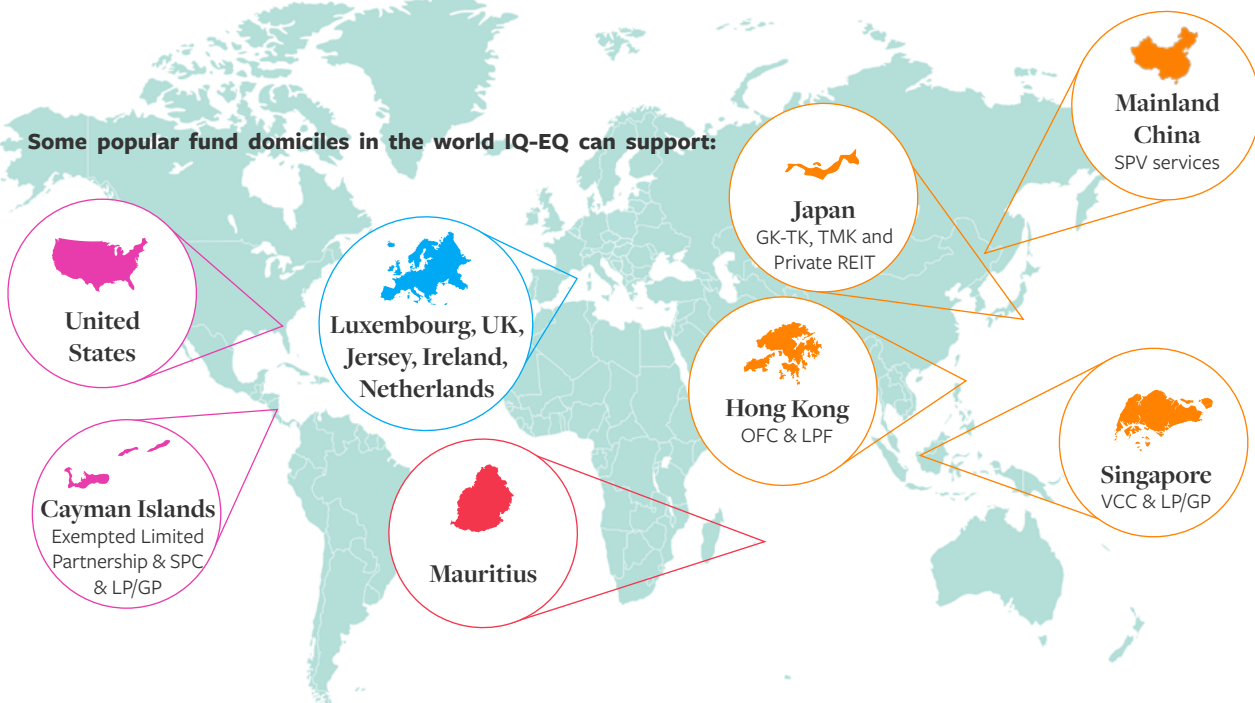 Some popular fund domiciles in the world IQ-EQ can support:
Mainland
China
SPV services
Japan
GK-TK, TMK and
Private REIT
United
States
Luxembourg, UK,
Jersey, Ireland,
Netherlands
Hong Kong
OFC & LPF
Singapore
VCC & LP/GP
Cayman Islands
Exempted Limited
Partnership & SPC
& LP/GP
Mauritius